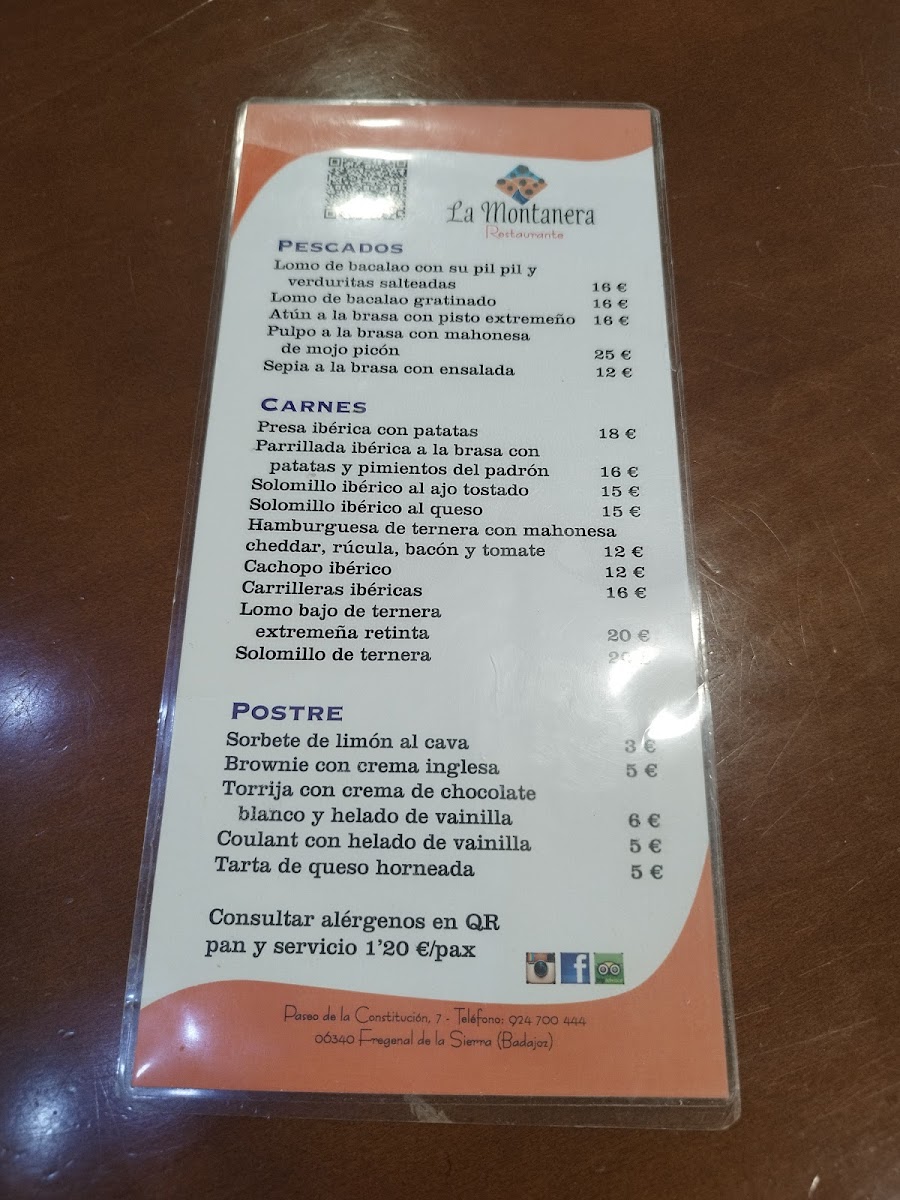 La Montanera
Restaurante
PESCADOS
Lomo de bacalao con su pil pil y
verduritas salteadas 16 €
Lomo de bacalao gratinado 16 €
Atún a la brasa con pisto extremeño 16 €
Pulpo a la brasa con mahonesa
de mojo picón 25 €
Sepia a la brasa con ensalada 12 €
CARNES
Presa ibérica con patatas 18 €
Parrillada ibérica a la brasa con
patatas y pimientos del padrón 16 €
Solomillo ibérico al ajo tostado 15 €
Solomillo ibérico al queso 15 €
Hamburguesa de ternera con mahonesa
cheddar, rúcula, bacón y tomate 12 €
Cachopo ibérico 12 €
Carrilleras ibéricas 16 €
Lomo bajo de ternera
extremeña retinta 20 €
Solomillo de ternera
POSTRE
Sorbete de limón al cava 3 €
Brownie con crema inglesa 5 €
Torrija con crema de chocolate
blanco y helado de vainilla 6 €
Coulant con helado de vainilla 5 €
Tarta de queso horneada 5 €
Consultar alérgenos en QR
pan y servicio 1'20 €/pax
Paseo de la Constitución, 7 - Teléfono: 924 700 444
06340 Fregenal de la Sierra (Badajoz)